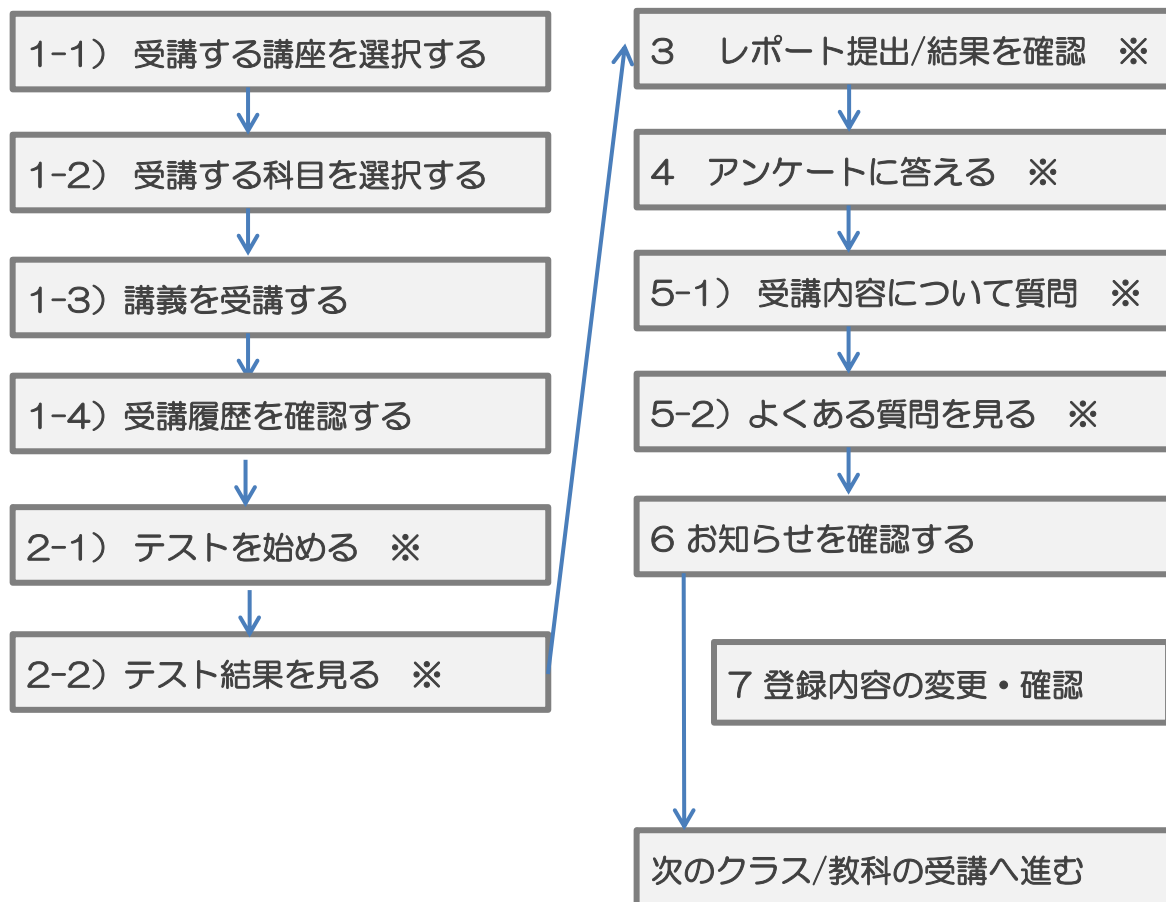 1-1） 受講する講座を選択する
1-2） 受講する科目を選択する
1-3）講義を受講する
1-4）受講履歴を確認する
2-1） テストを始める　※
2-2）テスト結果を見る　※
3　レポート提出/結果を確認　※
4　アンケートに答える　※
5-1） 受講内容について質問　※
5-2）よくある質問を見る　※
6 お知らせを確認する
7 登録内容の変更・確認
次のクラス/教科の受講へ進む